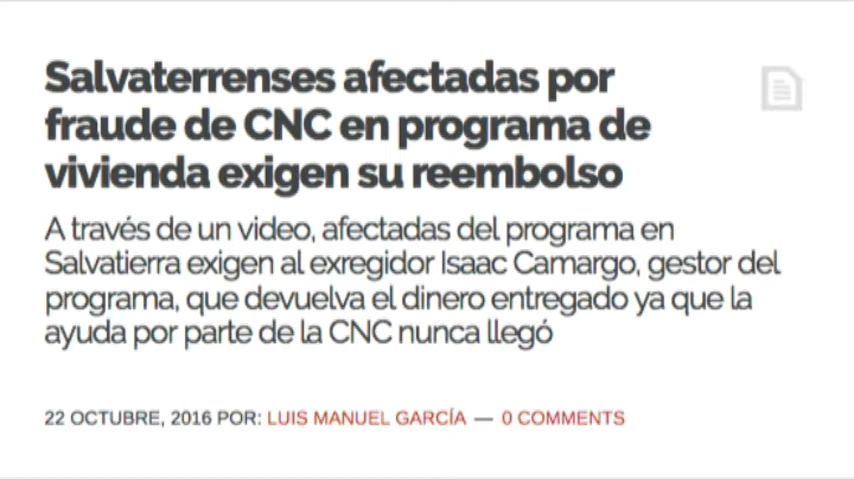 Salvaterrenses afectadas por
fraude de CNC en programa de
vivienda exigen su reembolso
A través de un video, afectadas del programa en
Salvatierra exigen al exregidor Isaac Camargo, gestor del
programa, que devuelva el dinero entregado ya que la
ayuda por parte de la CNC nunca llegó
22 OCTUBRE, 2016 POR: LUIS MANUEL GARCÍA — 0 COMMENTS